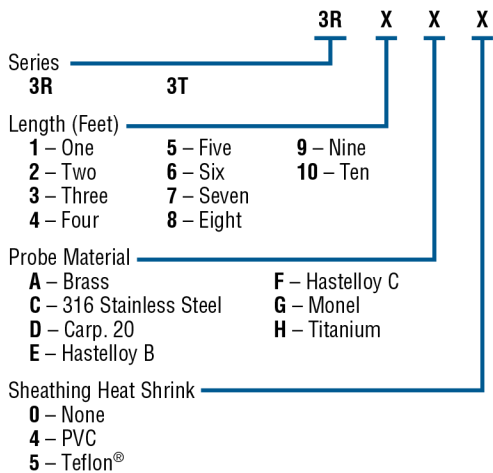 3R X X X
Series
3R 3T
Length (Feet)
1 – One 5 – Five 9 – Nine
2 – Two 6 – Six 10 – Ten
3 – Three 7 – Seven
4 – Four 8 – Eight
Probe Material
A – Brass F – Hastelloy C
C – 316 Stainless Steel G – Monel
D – Carp. 20 H – Titanium
E – Hastelloy B
Sheathing Heat Shrink
0 – None
4 – PVC
5 – Teflon®